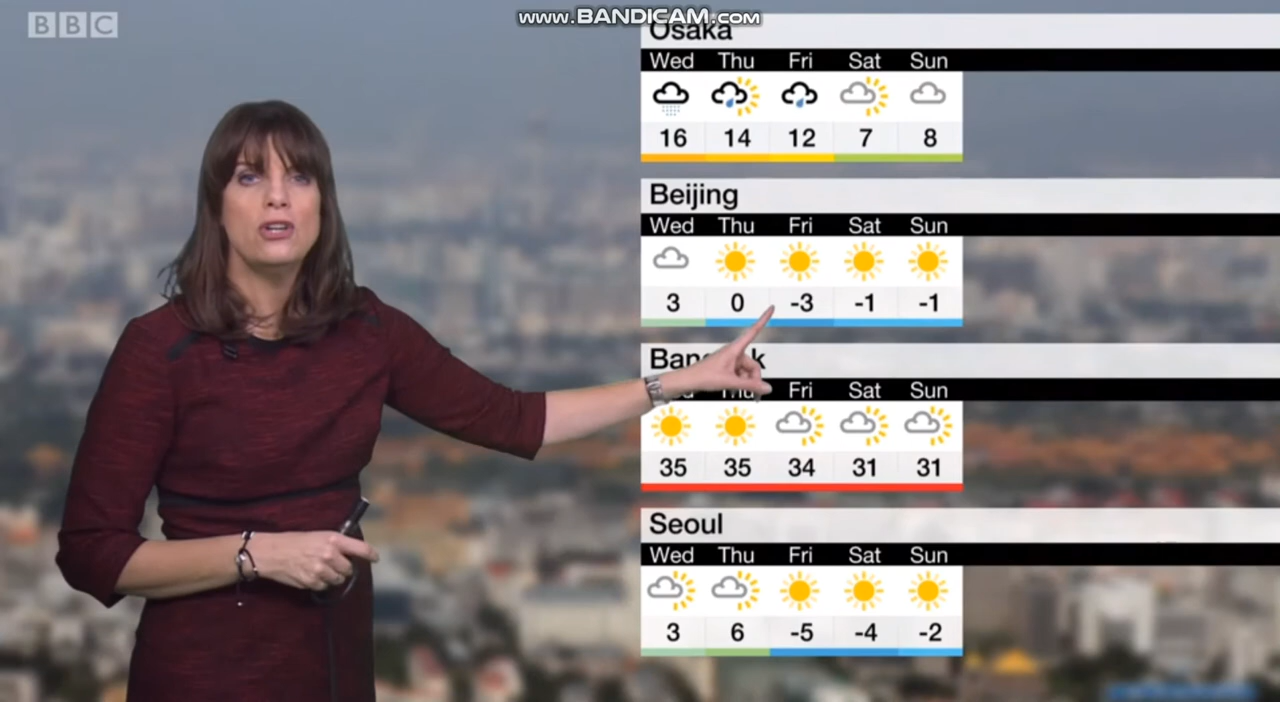 BBC
www.BANDICAM.com
Osaka
Wed Thu Fri Sat Sun
16 14 12 7 8
Beijing
Wed Thu Fri Sat Sun
3 0 -3 -1 -1
Fri Sat Sun
35 35 34 31 31
Seoul
Wed Thu Fri Sat Sun
3 6 -5 -4 -2